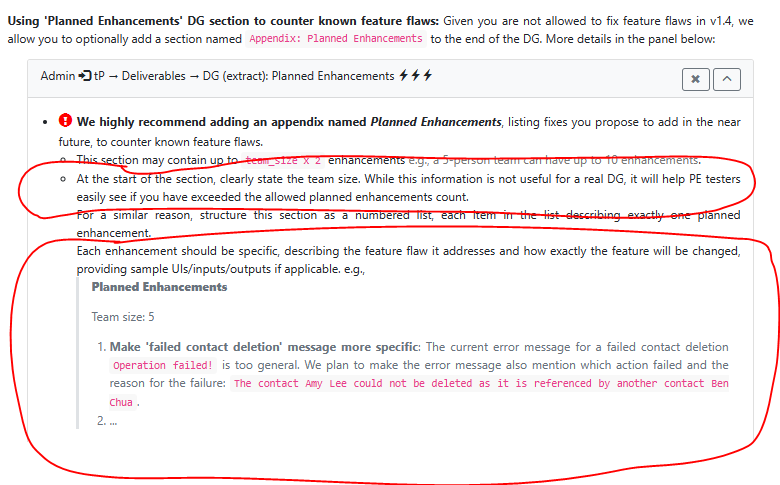 Using 'Planned Enhancements' DG section to counter known feature flaws: Given you are not allowed to fix feature flaws in v1.4, we
allow you to optionally add a section named Appendix: Planned Enhancements to the end of the DG. More details in the panel below:
Admin tP → Deliverables → DG (extract): Planned Enhancements
We highly recommend adding an appendix named Planned Enhancements, listing fixes you propose to add in the near
future, to counter known feature flaws.
This section may contain up to team_size x 2 enhancements e.g., a 5-person team can have up to 10 enhancements.
At the start of the section, clearly state the team size. While this information is not useful for a real DG, it will help PE testers
easily see if you have exceeded the allowed planned enhancements count.
For a similar reason, structure this section as a numbered list, each item in the list describing exactly one planned
enhancement.
Each enhancement should be specific, describing the feature flaw it addresses and how exactly the feature will be changed,
providing sample UIs/inputs/outputs if applicable. e.g.,
Planned Enhancements
Team size: 5
1. Make 'failed contact deletion' message more specific: The current error message for a failed contact deletion
Operation failed! is too general. We plan to make the error message also mention which action failed and the
reason for the failure: The contact Amy Lee could not be deleted as it is referenced by another contact Ben
Chua .
2. ...